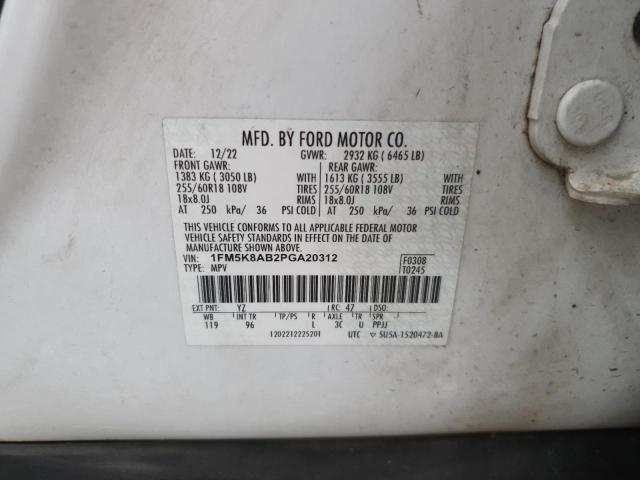 MFD. BY FORD MOTOR CO.
DATE: 12/22 GVWR: 2932 KG ( 6465 LB)
FRONT GAWR: REAR GAWR:
1383 KG ( 3050 LB) WITH 1613 KG ( 3555 LB) WITH
255/60R18 108V TIRES 255/60R18 108V TIRES
18x8.0J RIMS 18x8.0J RIMS
AT 250 kPa/ 36 PSI COLD AT 250 kPa/ 36 PSI COLD
THIS VEHICLE CONFORMS TO ALL APPLICABLE FEDERAL MOTOR
VEHICLE SAFETY STANDARDS IN EFFECT ON THE DATE OF
MANUFACTURE SHOWN ABOVE.
VIN: 1FM5K8AB2PGA20312 F0308
TYPE: MPV T0245
EXT PNT: YZ RC: 47 DSO:
WB INT TR TP/PS R AXLE TR SPR
119 96 L 3C U PPJJ
12022122252O1 UTC ▽ 5U5A-1520472-BA